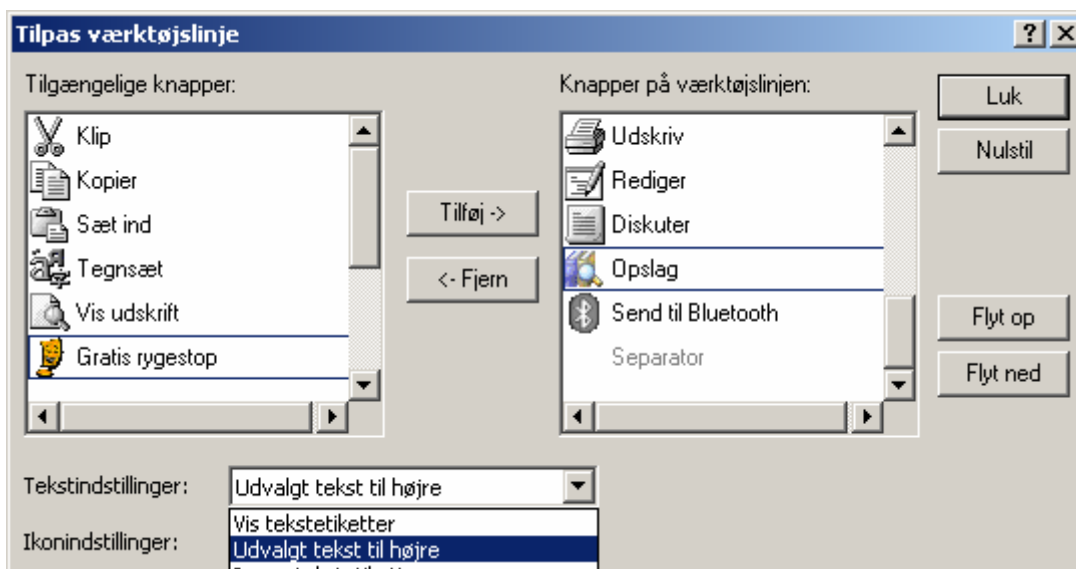 Tilpas værktøjslinje
Tilgængelige knapper:
Klip
Kopier
Sæt ind
Tegnsæt
Vis udskrift
Gratis rygestop
Tilføj ->
<- Fjern
Knapper på værktøjslinjen:
Udskriv
Rediger
Diskuter
Opslag
Send til Bluetooth
Separator
Luk
Nulstil
Flyt op
Flyt ned
Tekstindstillinger:
Udvalgt tekst til højre
Vis tekstetiketter
Udvalgt tekst til højre
Ikonindstillinger: